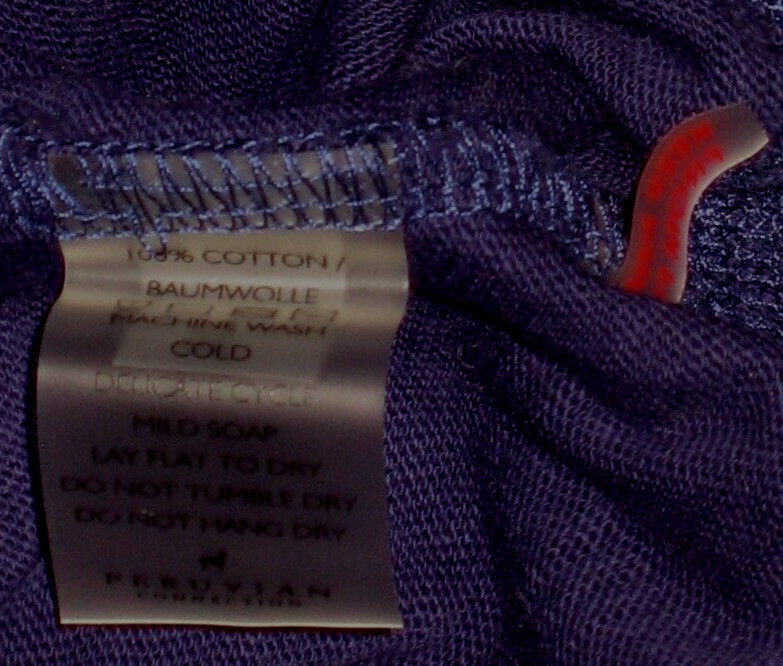 100% COTTON /
BAUMWOLLE
MACHINE WASH
COLD
DELICATE CYCLE
MILD SOAP
LAY FLAT TO DRY
DO NOT TUMBLE DRY
DO NOT HANG DRY
PERUVIAN
CONNECTION